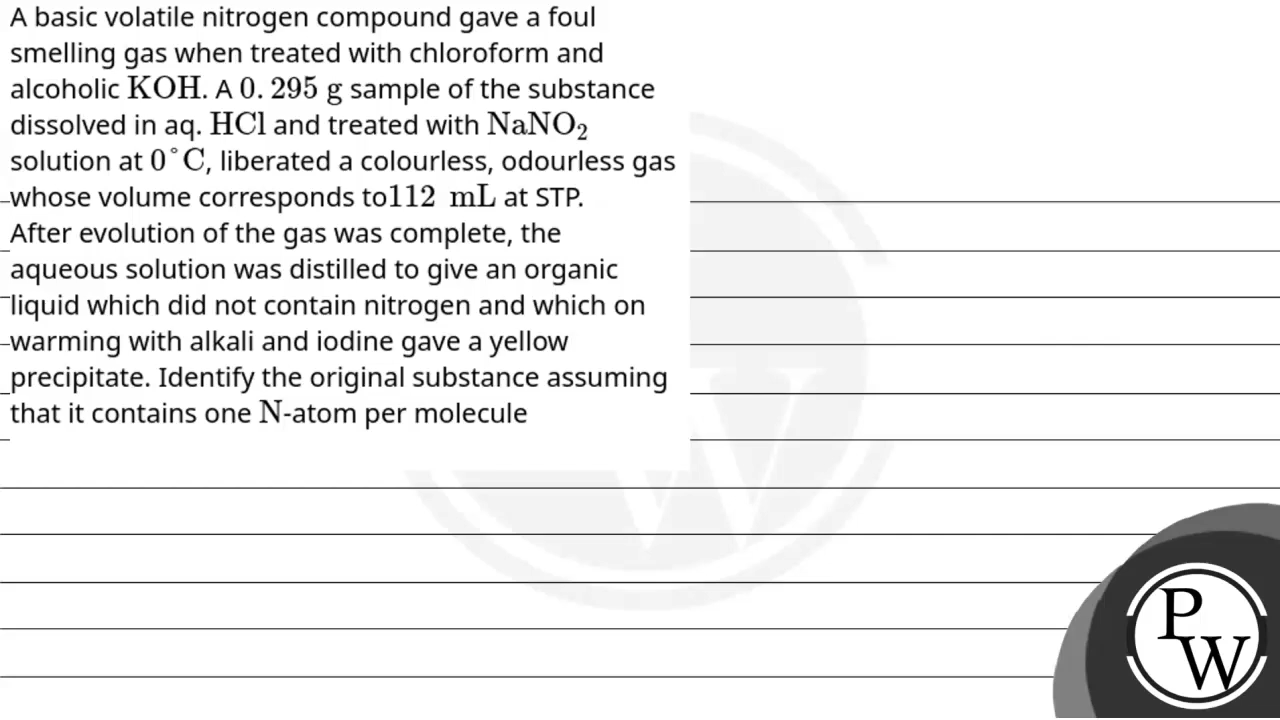 A basic volatile nitrogen compound gave a foul
smelling gas when treated with chloroform and
alcoholic KOH. A 0. 295 g sample of the substance
dissolved in aq. HCl and treated with NaNO₂
solution at 0°C, liberated a colourless, odourless gas
whose volume corresponds to112 mL at STP.
After evolution of the gas was complete, the
aqueous solution was distilled to give an organic
liquid which did not contain nitrogen and which on
warming with alkali and iodine gave a yellow
precipitate. Identify the original substance assuming
that it contains one N-atom per molecule
P
W